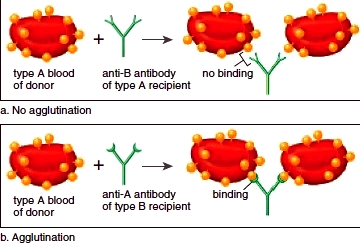 type A blood
of donor
+
anti-B antibody
of type A recipient
no binding
a. No agglutination
type A blood
of donor
+
anti-A antibody
of type B recipient
binding
b. Agglutination